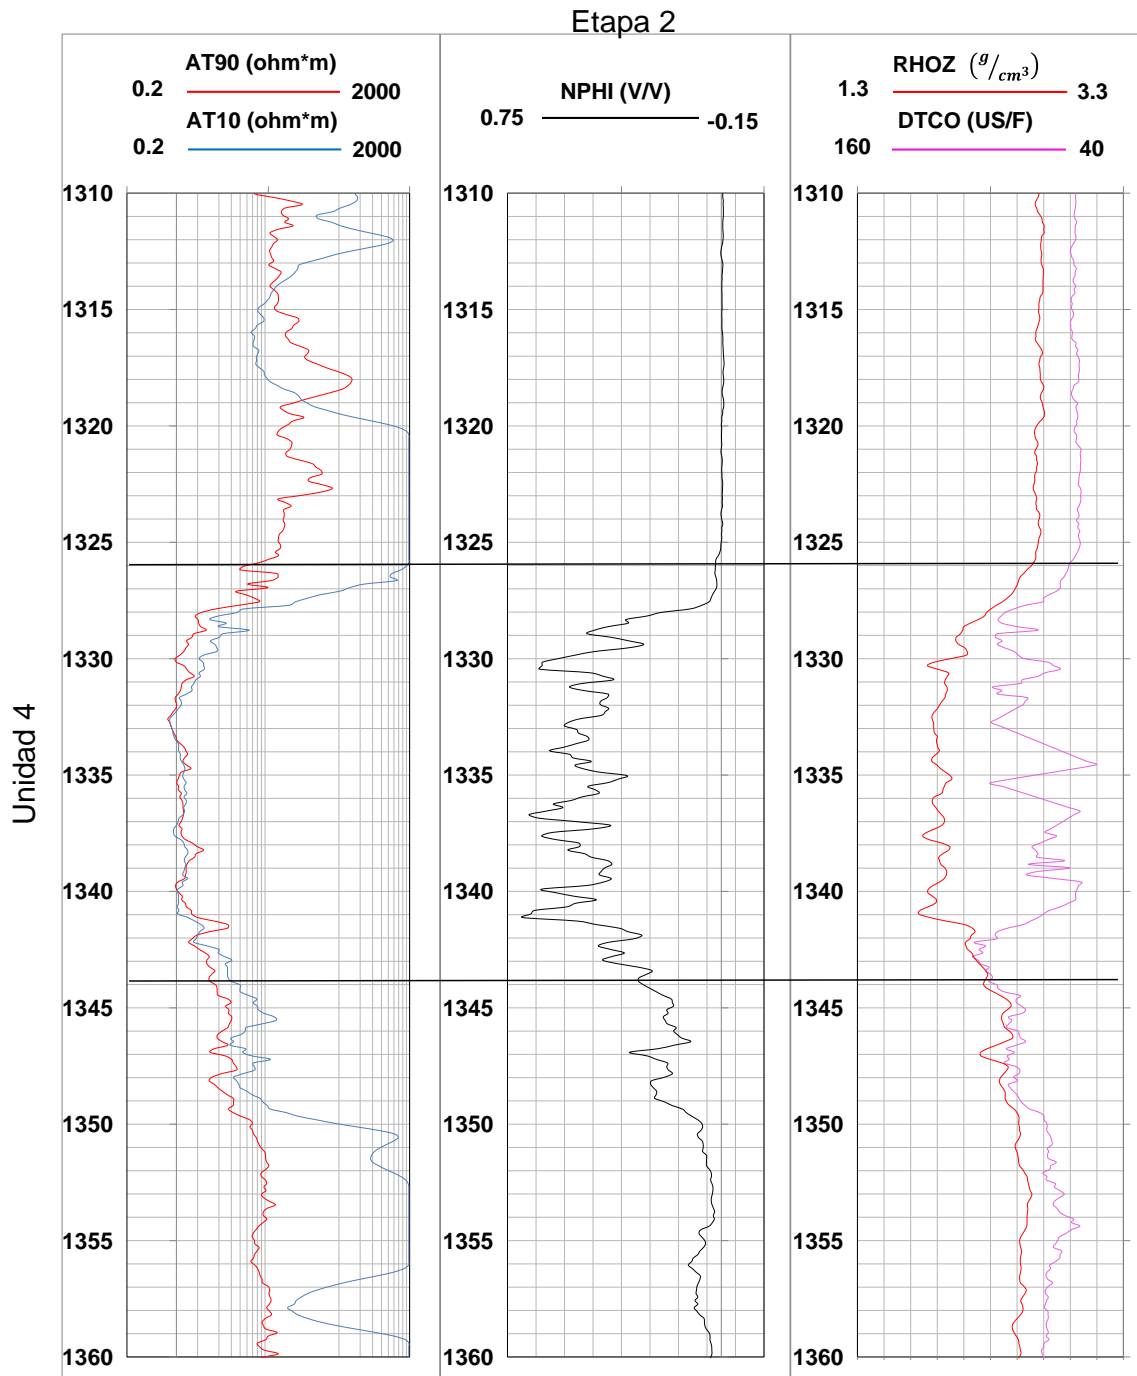 Etapa 2
AT90 (ohm*m)
0.2 2000
AT10 (ohm*m)
0.2 2000
NPHI (V/V)
0.75 -0.15
RHOZ (g/cm³)
1.3 3.3
DTCO (US/F)
160 40
1310 1310 1310
1315 1315 1315
1320 1320 1320
1325 1325 1325
1330 1330 1330
1335 1335 1335
1340 1340 1340
1345 1345 1345
1350 1350 1350
1355 1355 1355
1360 1360 1360
Unidad 4